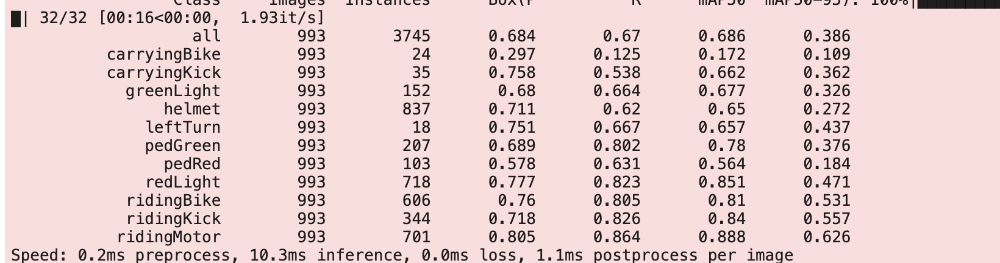 Class Images Instances Box(P R mAP50 mAP50-95): 100%|
| 32/32 [00:16<00:00, 1.93it/s]
all 993 3745 0.684 0.67 0.686 0.386
carryingBike 993 24 0.297 0.125 0.172 0.109
carryingKick 993 35 0.758 0.538 0.662 0.362
greenLight 993 152 0.68 0.664 0.677 0.326
helmet 993 837 0.711 0.62 0.65 0.272
leftTurn 993 18 0.751 0.667 0.657 0.437
pedGreen 993 207 0.689 0.802 0.78 0.376
pedRed 993 103 0.578 0.631 0.564 0.184
redLight 993 718 0.777 0.823 0.851 0.471
ridingBike 993 606 0.76 0.805 0.81 0.531
ridingKick 993 344 0.718 0.826 0.84 0.557
ridingMotor 993 701 0.805 0.864 0.888 0.626
Speed: 0.2ms preprocess, 10.3ms inference, 0.0ms loss, 1.1ms postprocess per image